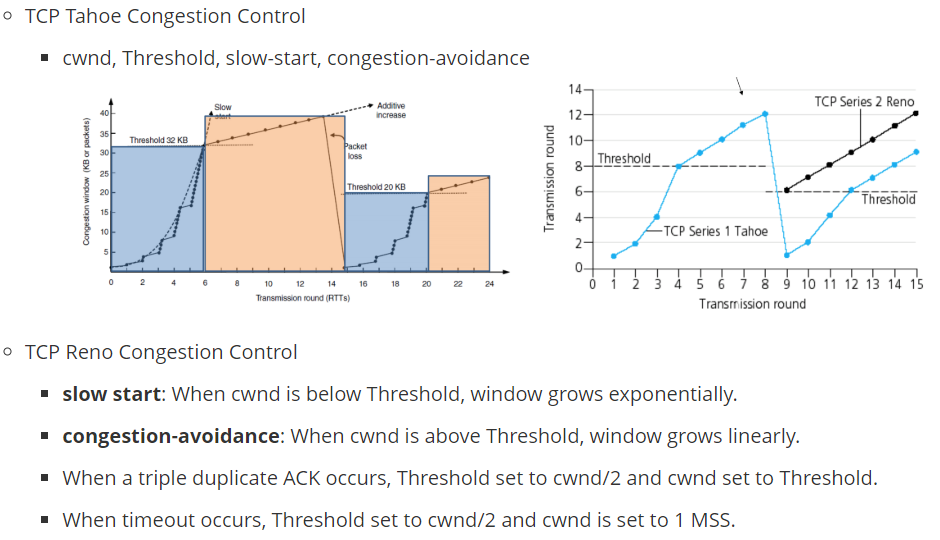 TCP Tahoe Congestion Control
cwnd, Threshold, slow-start, congestion-avoidance
Congestion window (KB or packets)
40
35
30
25
20
15
10
5
Threshold 32 KB
Slow
start
Additive
increase
Packet
loss
Threshold 20 KB
0 2 4 6 8 10 12 14 16 18 20 22 24
Transmission round (RTTs)
Transmission round
14
12
10
8
6
4
2
0
Threshold
TCP Series 2 Reno
Threshold
TCP Series 1 Tahoe
0 1 2 3 4 5 6 7 8 9 10 11 12 13 14 15
Transmission round
TCP Reno Congestion Control
slow start: When cwnd is below Threshold, window grows exponentially.
congestion-avoidance: When cwnd is above Threshold, window grows linearly.
When a triple duplicate ACK occurs, Threshold set to cwnd/2 and cwnd set to Threshold.
When timeout occurs, Threshold set to cwnd/2 and cwnd is set to 1 MSS.